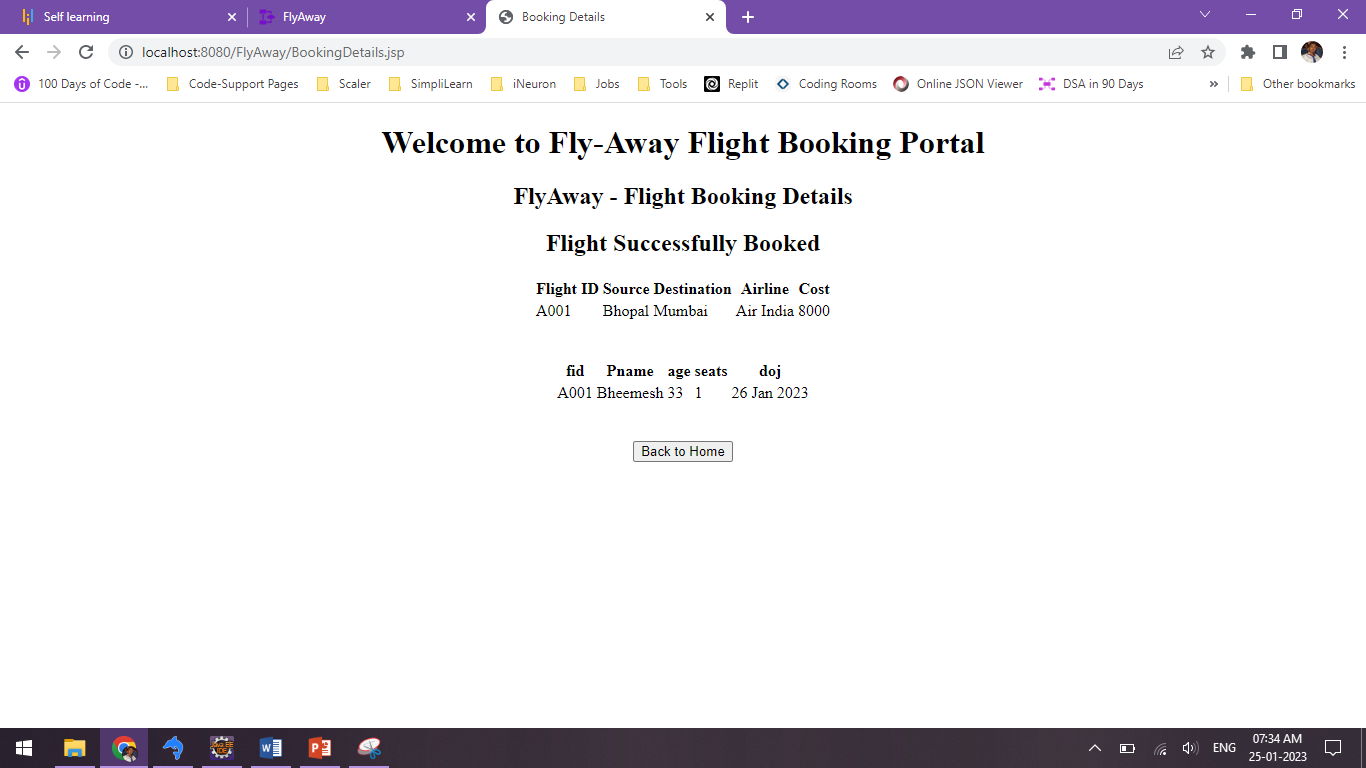 Self learning
FlyAway
Booking Details
localhost:8080/FlyAway/BookingDetails.jsp
100 Days of Code -... Code-Support Pages Scaler SimpliLearn iNeuron Jobs Tools Replit Coding Rooms Online JSON Viewer DSA in 90 Days » Other bookmarks
Welcome to Fly-Away Flight Booking Portal
FlyAway - Flight Booking Details
Flight Successfully Booked
Flight ID Source Destination Airline Cost
A001 Bhopal Mumbai Air India 8000
fid Pname age seats doj
A001 Bheemesh 33 1 26 Jan 2023
Back to Home
ENG
07:34 AM
25-01-2023